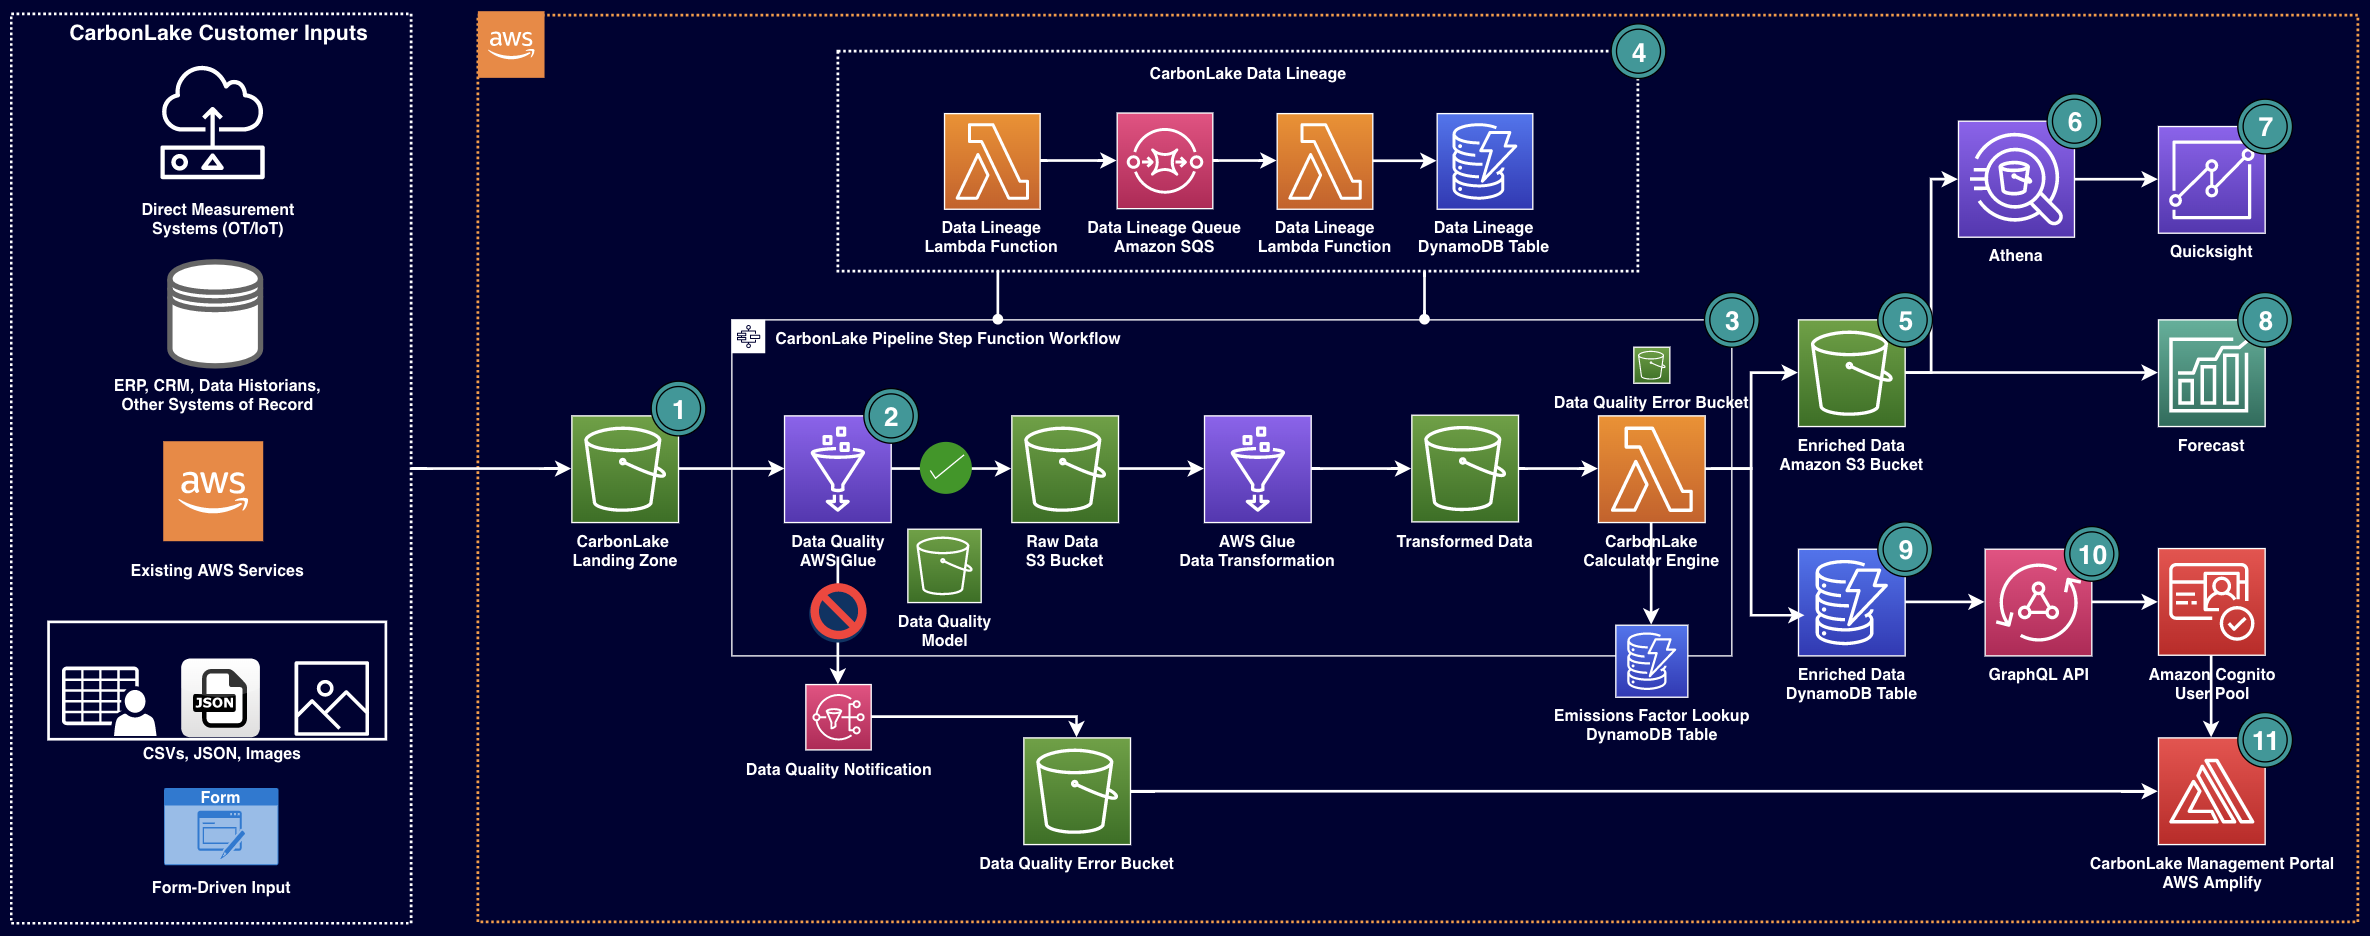 CarbonLake Customer Inputs
Direct Measurement
Systems (OT/IoT)
ERP, CRM, Data Historians,
Other Systems of Record
aws
Existing AWS Services
JSON
CSVs, JSON, Images
Form
Form-Driven Input
aws
4
CarbonLake Data Lineage
Data Lineage
Lambda Function
Data Lineage Queue
Amazon SQS
Data Lineage
Lambda Function
Data Lineage
DynamoDB Table
3
CarbonLake Pipeline Step Function Workflow
1
CarbonLake
Landing Zone
2
Data Quality
AWS Glue
Data Quality
Model
Raw Data
S3 Bucket
AWS Glue
Data Transformation
Transformed Data
Data Quality Error Bucket
CarbonLake
Calculator Engine
Emissions Factor Lookup
DynamoDB Table
Data Quality Notification
Data Quality Error Bucket
5
Enriched Data
Amazon S3 Bucket
6
Athena
7
Quicksight
8
Forecast
9
Enriched Data
DynamoDB Table
10
GraphQL API
Amazon Cognito
User Pool
11
CarbonLake Management Portal
AWS Amplify